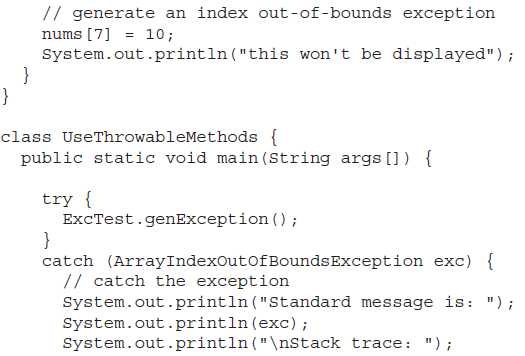 // generate an index out-of-bounds exception
nums[7] = 10;
System.out.println("this won't be displayed");
}
}
class UseThrowableMethods {
public static void main(String args[]) {
try {
ExcTest.genException();
}
catch (ArrayIndexOutOfBoundsException exc) {
// catch the exception
System.out.println("Standard message is: ");
System.out.println(exc);
System.out.println("\nStack trace: ");